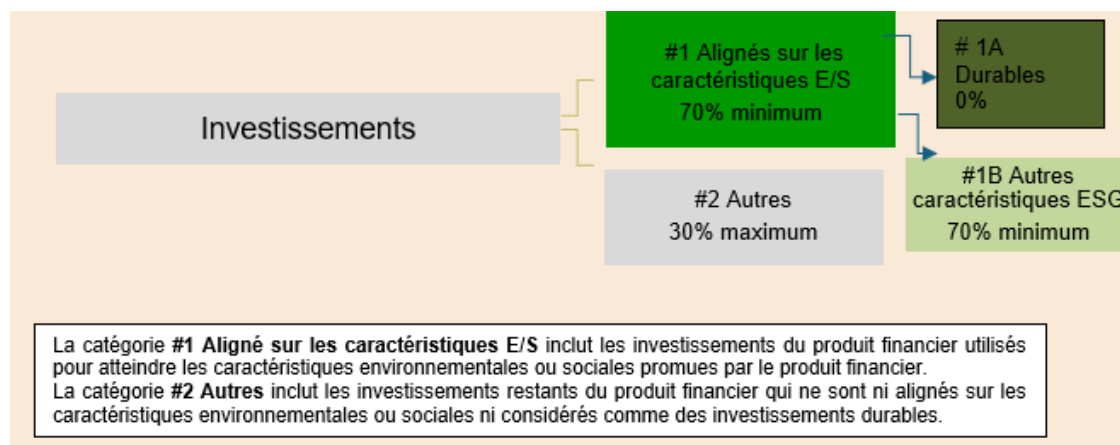 Investissements
#1 Alignés sur les
caractéristiques E/S
70% minimum
# 1A
Durables
0%
#2 Autres
30% maximum
#1B Autres
caractéristiques ESG
70% minimum
La catégorie #1 Aligné sur les caractéristiques E/S inclut les investissements du produit financier utilisés
pour atteindre les caractéristiques environnementales ou sociales promues par le produit financier.
La catégorie #2 Autres inclut les investissements restants du produit financier qui ne sont ni alignés sur les
caractéristiques environnementales ou sociales ni considérés comme des investissements durables.